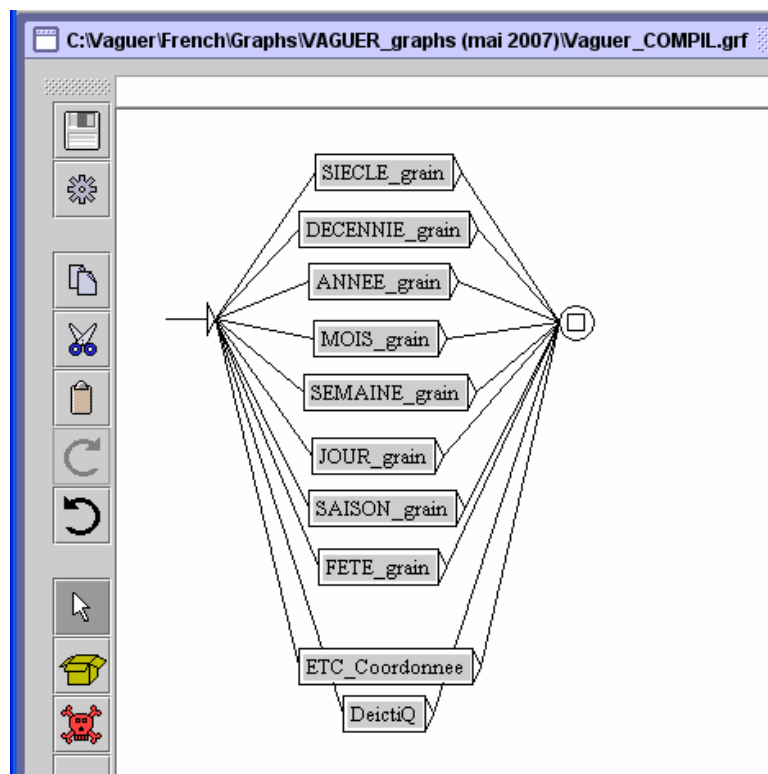 C:\Vaguer\French\Graphs\VAGUER_graphs (mai 2007)\Vaguer_COMPIL.grf
SIECLE_grain
DECENNIE_grain
ANNEE_grain
MOIS_grain
SEMAINE_grain
JOUR_grain
SAISON_grain
FETE_grain
ETC_Coordonnee
DeictiQ